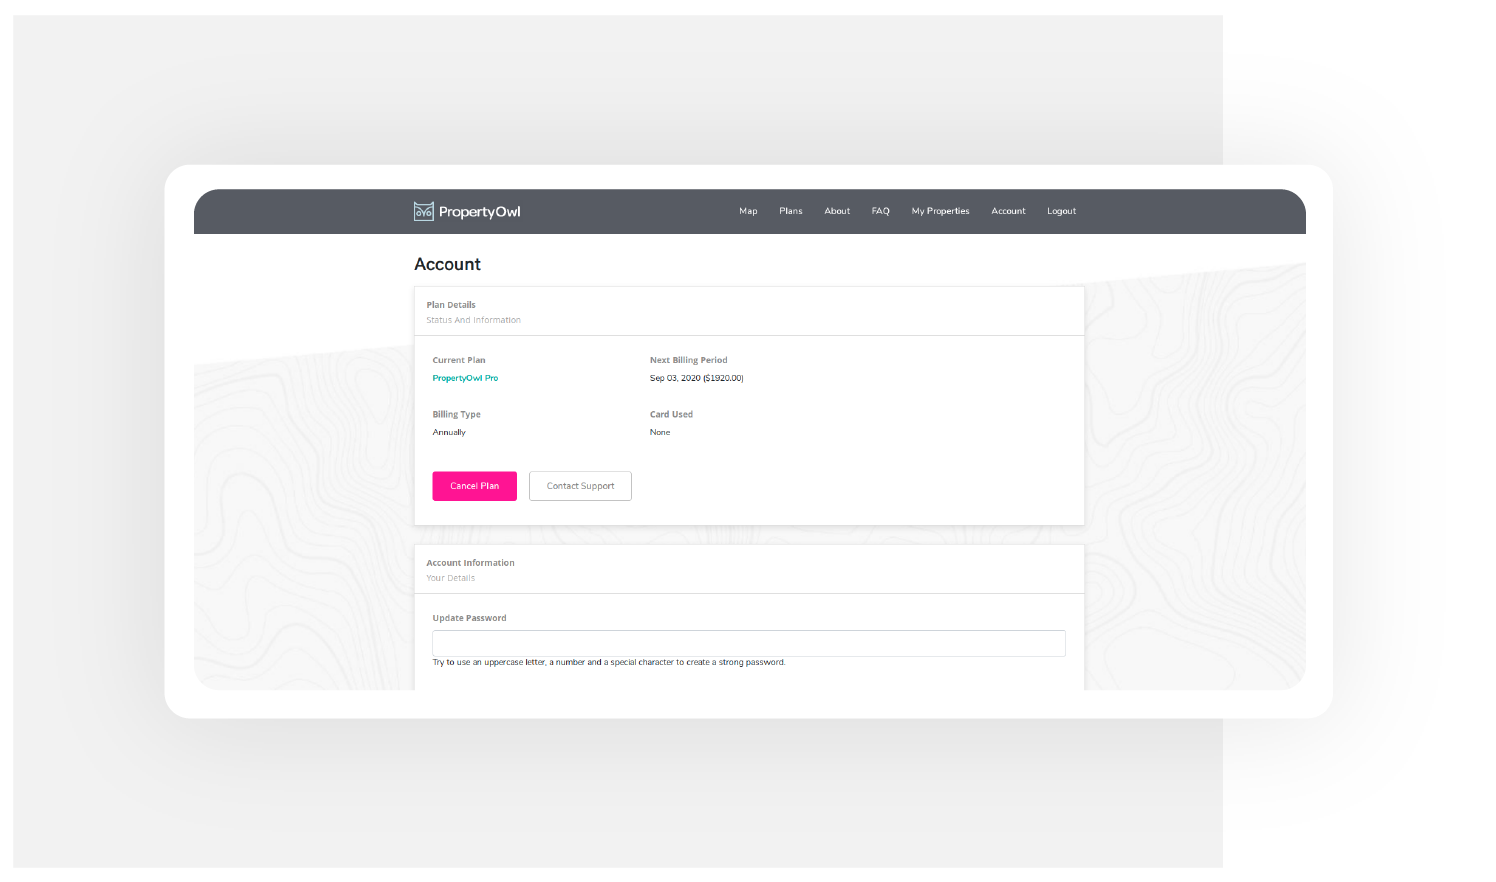 PropertyOwl
Map Plans About FAQ My Properties Account Logout
Account
Plan Details
Status And Information
Current Plan Next Billing Period
PropertyOwl Pro Sep 03, 2020 ($1920.00)
Billing Type Card Used
Annually None
Cancel Plan Contact Support
Account Information
Your Details
Update Password
Try to use an uppercase letter, a number and a special character to create a strong password.